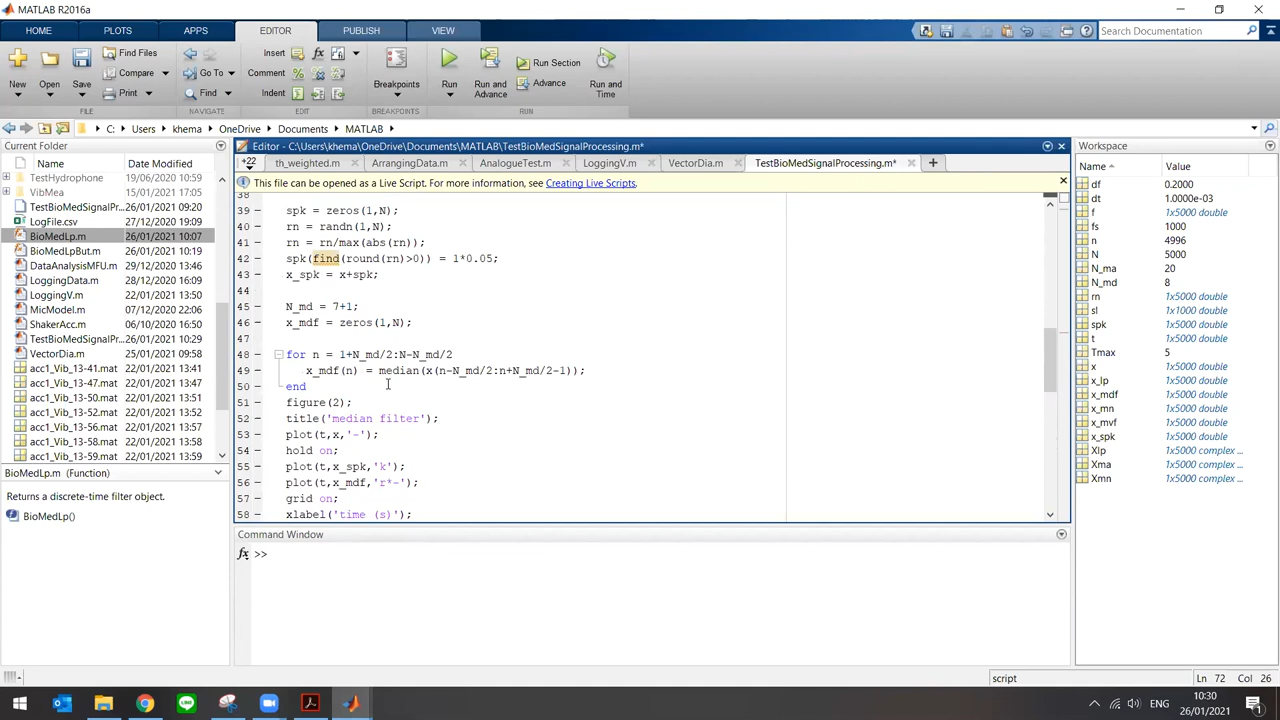 MATLAB R2016a
HOME PLOTS APPS EDITOR PUBLISH VIEW
Search Documentation
New Open Save Find Files Compare Print
Go To Find
Insert Comment Indent
Breakpoints
Run Run and Advance Run Section Advance Run and Time
FILE NAVIGATE EDIT BREAKPOINTS RUN
C: Users khema OneDrive Documents MATLAB
Current Folder
Name Date Modified
TestHydrophone 19/06/2020 10:59
VibMea 15/01/2021 17:05
TestBioMedSignalPr... 26/01/2021 09:20
LogFile.csv 27/12/2020 19:09
BioMedLp.m 26/01/2021 10:07
BioMedLpBut.m 26/01/2021 10:19
DataAnalysisMFU.m 29/12/2020 13:46
LoggingData.m 28/12/2020 16:09
LoggingV.m 22/01/2021 13:50
MicModel.m 07/12/2020 22:06
ShakerAcc.m 06/10/2020 16:50
TestBioMedSignalPr... 26/01/2021 10:29
VectorDia.m 25/01/2021 09:58
acc1_Vib_13-41.mat 22/01/2021 13:41
acc1_Vib_13-47.mat 22/01/2021 13:47
acc1_Vib_13-50.mat 22/01/2021 13:51
acc1_Vib_13-52.mat 22/01/2021 13:53
acc1_Vib_13-56.mat 22/01/2021 13:57
acc1_Vib_13-58.mat 22/01/2021 13:58
acc1_Vib_13-59.mat 22/01/2021 13:59
BioMedLp.m (Function)
Returns a discrete-time filter object.
BioMedLp()
Editor - C:\Users\khema\OneDrive\Documents\MATLAB\TestBioMedSignalProcessing.m*
+22 th_weighted.m ArrangingData.m AnalogueTest.m LoggingV.m VectorDia.m TestBioMedSignalProcessing.m*
This file can be opened as a Live Script. For more information, see Creating Live Scripts.
38
39 – spk = zeros(1,N);
40 – rn = randn(1,N);
41 – rn = rn/max(abs(rn));
42 – spk(find(round(rn)>0)) = 1*0.05;
43 – x_spk = x+spk;
44
45 – N_md = 7+1;
46 – x_mdf = zeros(1,N);
47
48 – for n = 1+N_md/2:N-N_md/2
49 – x_mdf(n) = median(x(n-N_md/2:n+N_md/2-1));
50 – end
51 – figure(2);
52 – title('median filter');
53 – plot(t,x,'-');
54 – hold on;
55 – plot(t,x_spk,'k');
56 – plot(t,x_mdf,'r*-');
57 – grid on;
58 – xlabel('time (s)');
Command Window
fx >>
Workspace
Name Value
df 0.2000
dt 1.0000e-03
f 1x5000 double
fs 1000
n 4996
N 5000
N_ma 20
N_md 8
rn 1x5000 double
sl 1x1000 double
spk 1x5000 double
t 1x5000 double
Tmax 5
x 1x5000 double
x_lp 1x5000 double
x_mdf 1x5000 double
x_mn 1x5000 double
x_mvf 1x5000 double
x_spk 1x5000 double
Xlp 1x5000 complex ...
Xma 1x5000 complex ...
Xmn 1x5000 complex ...
script Ln 72 Col 26
ENG 10:30
26/01/2021